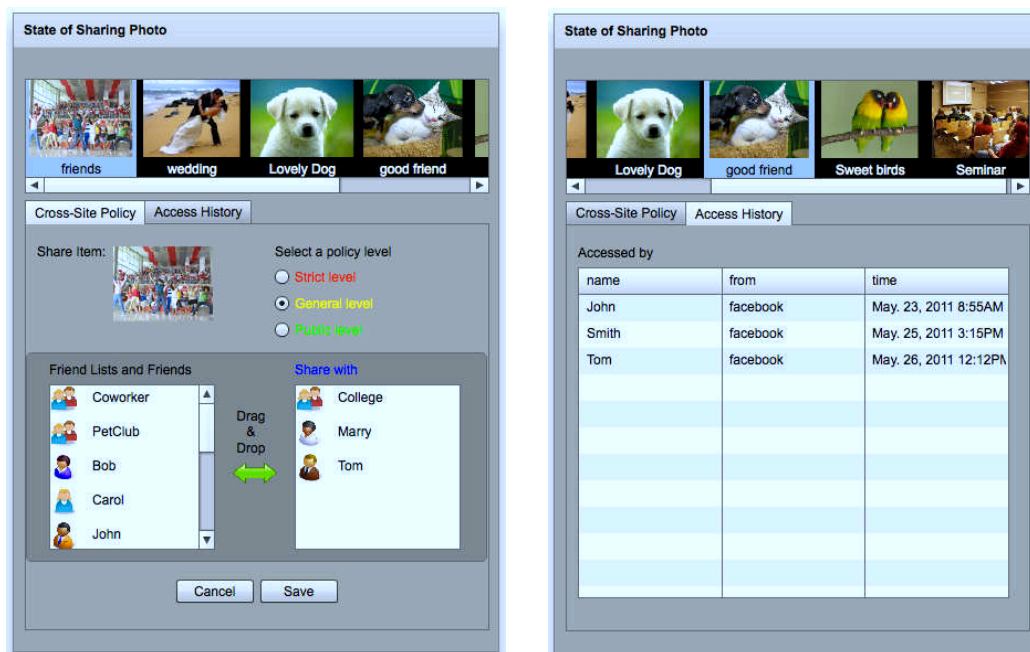 State of Sharing Photo
friends
wedding
Lovely Dog
good friend
Cross-Site Policy
Access History
Share Item:
Select a policy level
Strict level
General level
Public level
Friend Lists and Friends
Share with
Coworker
PetClub
Bob
Carol
John
Drag
&
Drop
College
Marry
Tom
Cancel
Save
State of Sharing Photo
Lovely Dog
good friend
Sweet birds
Seminar
Cross-Site Policy
Access History
Accessed by
name from time
John facebook May. 23, 2011 8:55AM
Smith facebook May. 25, 2011 3:15PM
Tom facebook May. 26, 2011 12:12PM